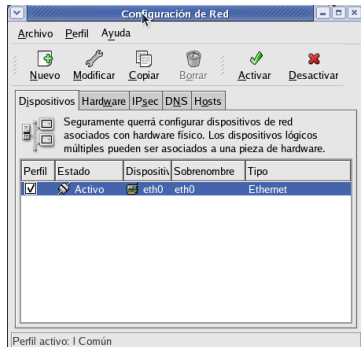 Configuración de Red
Archivo Perfil Ayuda
Nuevo Modificar Copiar Borrar Activar Desactivar
Dispositivos Hardware IPsec DNS Hosts
Seguramente querrá configurar dispositivos de red
asociados con hardware físico. Los dispositivos lógicos
múltiples pueden ser asociados a una pieza de hardware.
Perfil Estado Dispositiv Sobrenombre Tipo
Activo eth0 eth0 Ethernet
Perfil activo: l Común